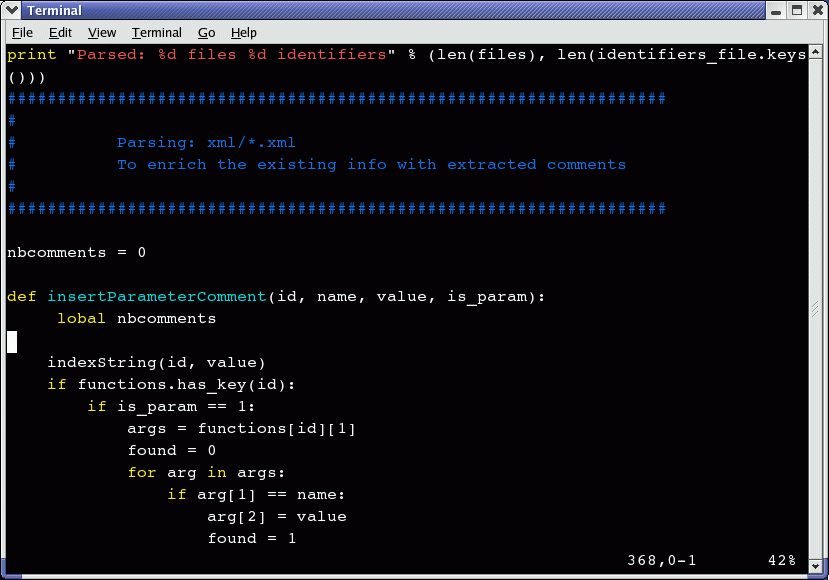 Terminal
File Edit View Terminal Go Help
print "Parsed: %d files %d identifiers" % (len(files), len(identifiers_file.keys
()))
##################################################################
#
#          Parsing: xml/*.xml
#          To enrich the existing info with extracted comments
#
##################################################################

nbcomments = 0

def insertParameterComment(id, name, value, is_param):
     lobal nbcomments

    indexString(id, value)
    if functions.has_key(id):
        if is_param == 1:
            args = functions[id][1]
            found = 0
            for arg in args:
                if arg[1] == name:
                    arg[2] = value
                    found = 1
368,0-1 42%